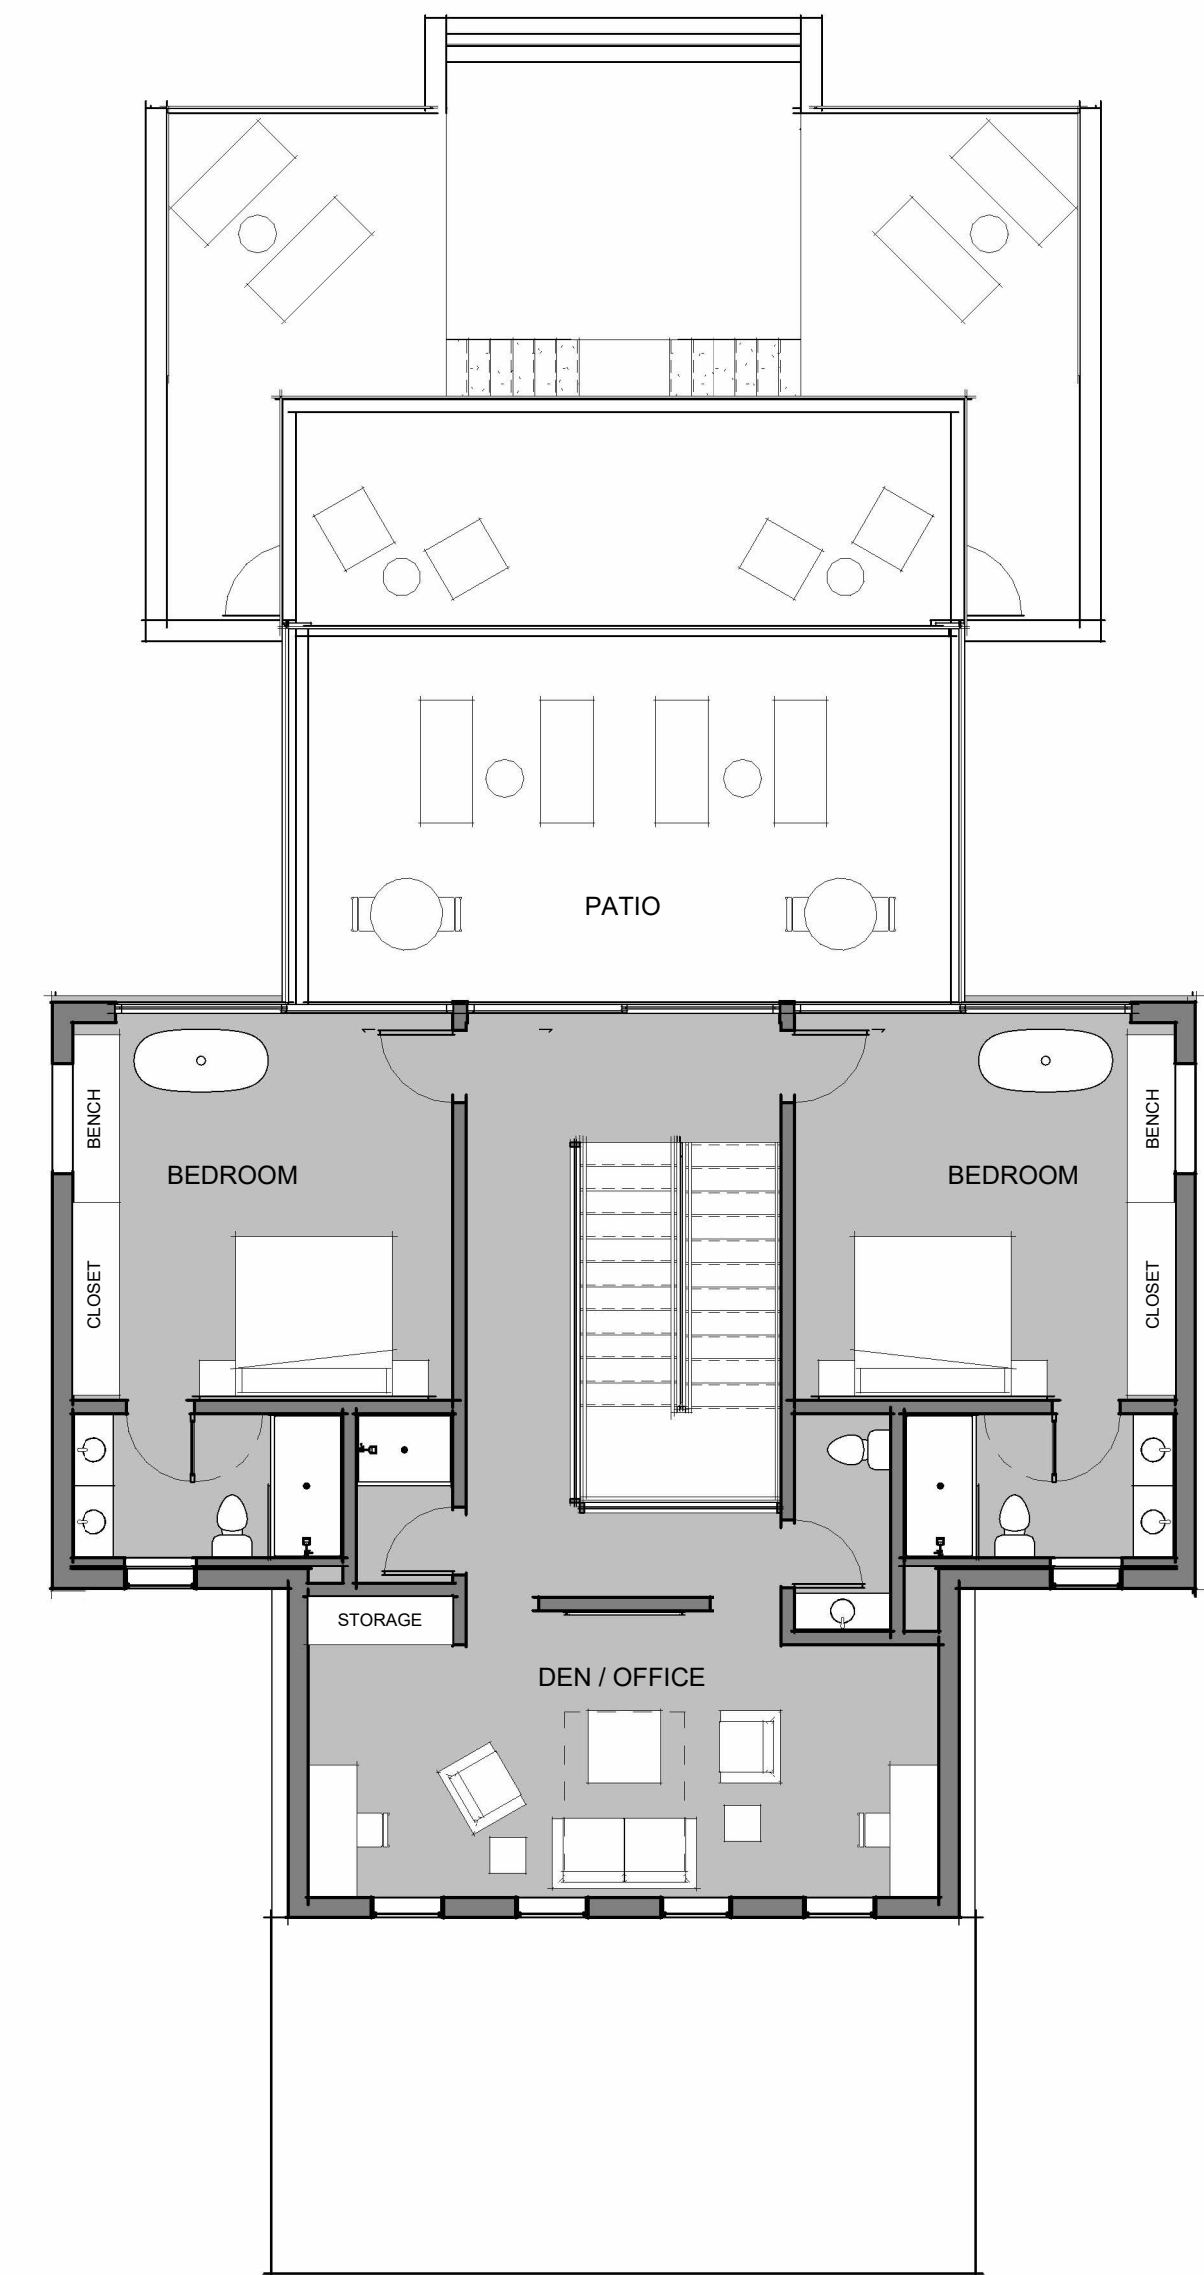 PATIO
BENCH
BENCH
BEDROOM
BEDROOM
CLOSET
CLOSET
STORAGE
DEN / OFFICE